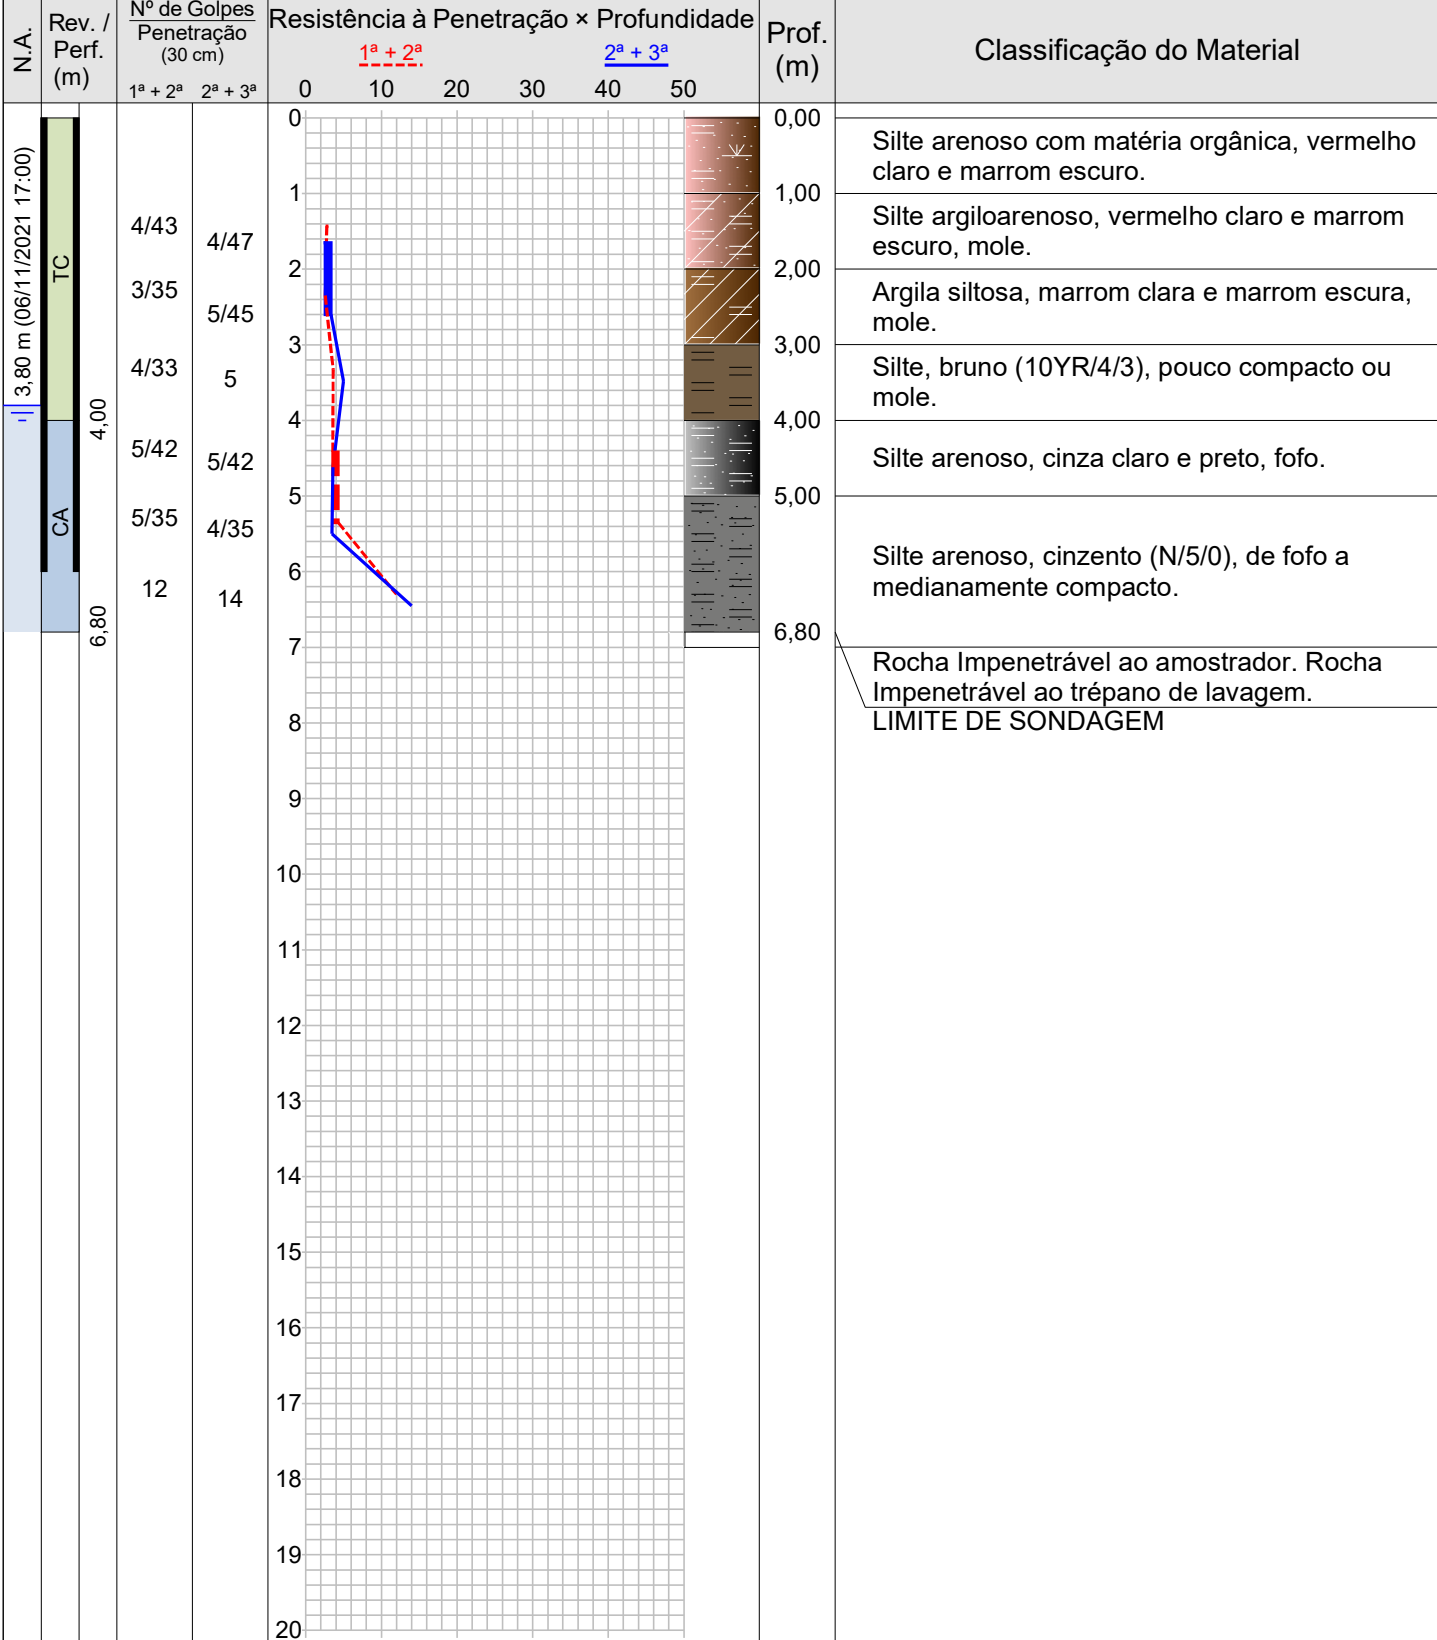 N.A.
Rev. /
Perf.
(m)
Nº de Golpes
Penetração
(30 cm)
1ª + 2ª
2ª + 3ª
Resistência à Penetração × Profundidade
1ª + 2ª
2ª + 3ª
0 10 20 30 40 50
Prof.
(m)
Classificação do Material
3,80 m (06/11/2021 17:00)
TC
4,00
CA
6,80
4/43
3/35
4/33
5/42
5/35
12
4/47
5/45
5
5/42
4/35
14
0
1
2
3
4
5
6
7
8
9
10
11
12
13
14
15
16
17
18
19
20
0,00
1,00
2,00
3,00
4,00
5,00
6,80
Silte arenoso com matéria orgânica, vermelho
claro e marrom escuro.
Silte argiloarenoso, vermelho claro e marrom
escuro, mole.
Argila siltosa, marrom clara e marrom escura,
mole.
Silte, bruno (10YR/4/3), pouco compacto ou
mole.
Silte arenoso, cinza claro e preto, fofo.
Silte arenoso, cinzento (N/5/0), de fofo a
medianamente compacto.
Rocha Impenetrável ao amostrador. Rocha
Impenetrável ao trépano de lavagem.
LIMITE DE SONDAGEM